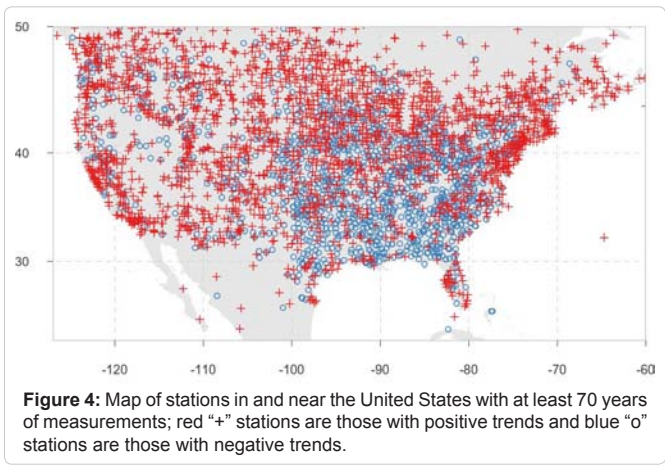 50
40
30
-120 -110 -100 -90 -80 -70 -60
Figure 4: Map of stations in and near the United States with at least 70 years
of measurements; red “+” stations are those with positive trends and blue “o”
stations are those with negative trends.